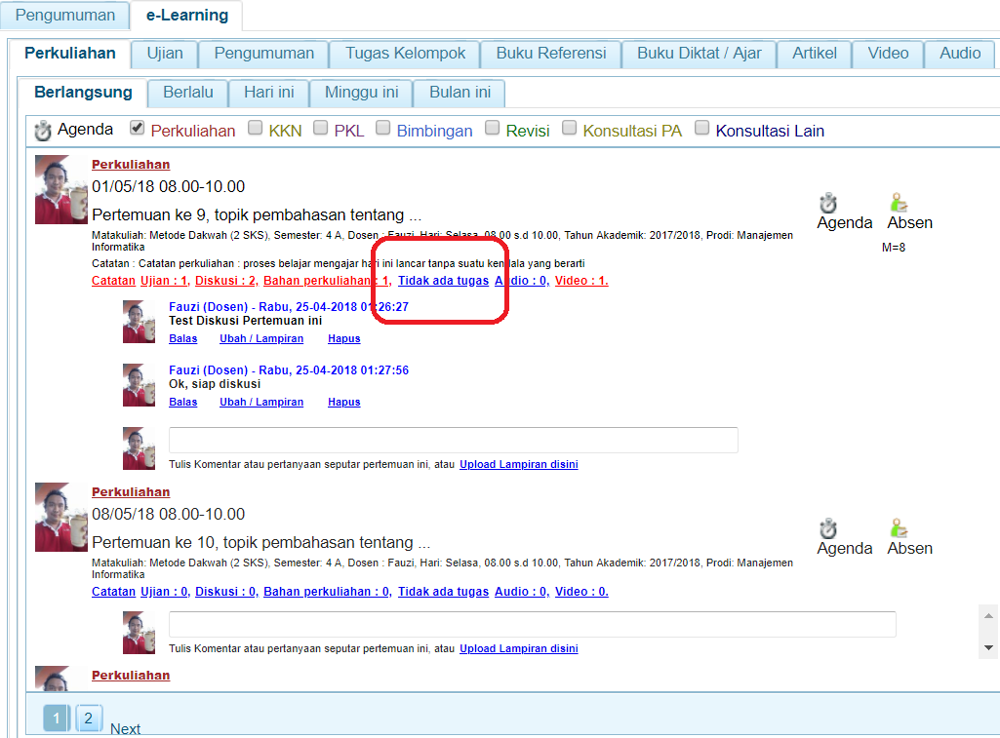 Pengumuman e-Learning
Perkuliahan Ujian Pengumuman Tugas Kelompok Buku Referensi Buku Diktat / Ajar Artikel Video Audio
Berlangsung Berlalu Hari ini Minggu ini Bulan ini
Agenda Perkuliahan KKN PKL Bimbingan Revisi Konsultasi PA Konsultasi Lain
Perkuliahan
01/05/18 08.00-10.00
Pertemuan ke 9, topik pembahasan tentang ...
Matakuliah: Metode Dakwah (2 SKS), Semester: 4 A, Dosen : Fauzi, Hari: Selasa, 08.00 s.d 10.00, Tahun Akademik: 2017/2018, Prodi: Manajemen
Informatika
Catatan : Catatan perkuliahan : proses belajar mengajar hari ini lancar tanpa suatu kendala yang berarti
Catatan Ujian : 1, Diskusi : 2, Bahan perkuliahan : 1, Tidak ada tugas Audio : 0, Video : 1.
Agenda Absen
M=8
Fauzi (Dosen) - Rabu, 25-04-2018 01:26:27
Test Diskusi Pertemuan ini
Balas Ubah / Lampiran Hapus
Fauzi (Dosen) - Rabu, 25-04-2018 01:27:56
Ok, siap diskusi
Balas Ubah / Lampiran Hapus
Tulis Komentar atau pertanyaan seputar pertemuan ini, atau Upload Lampiran disini
Perkuliahan
08/05/18 08.00-10.00
Pertemuan ke 10, topik pembahasan tentang ...
Matakuliah: Metode Dakwah (2 SKS), Semester: 4 A, Dosen : Fauzi, Hari: Selasa, 08.00 s.d 10.00, Tahun Akademik: 2017/2018, Prodi: Manajemen
Informatika
Catatan Ujian : 0, Diskusi : 0, Bahan perkuliahan : 0, Tidak ada tugas Audio : 0, Video : 0.
Agenda Absen
Tulis Komentar atau pertanyaan seputar pertemuan ini, atau Upload Lampiran disini
Perkuliahan
1 2 Next